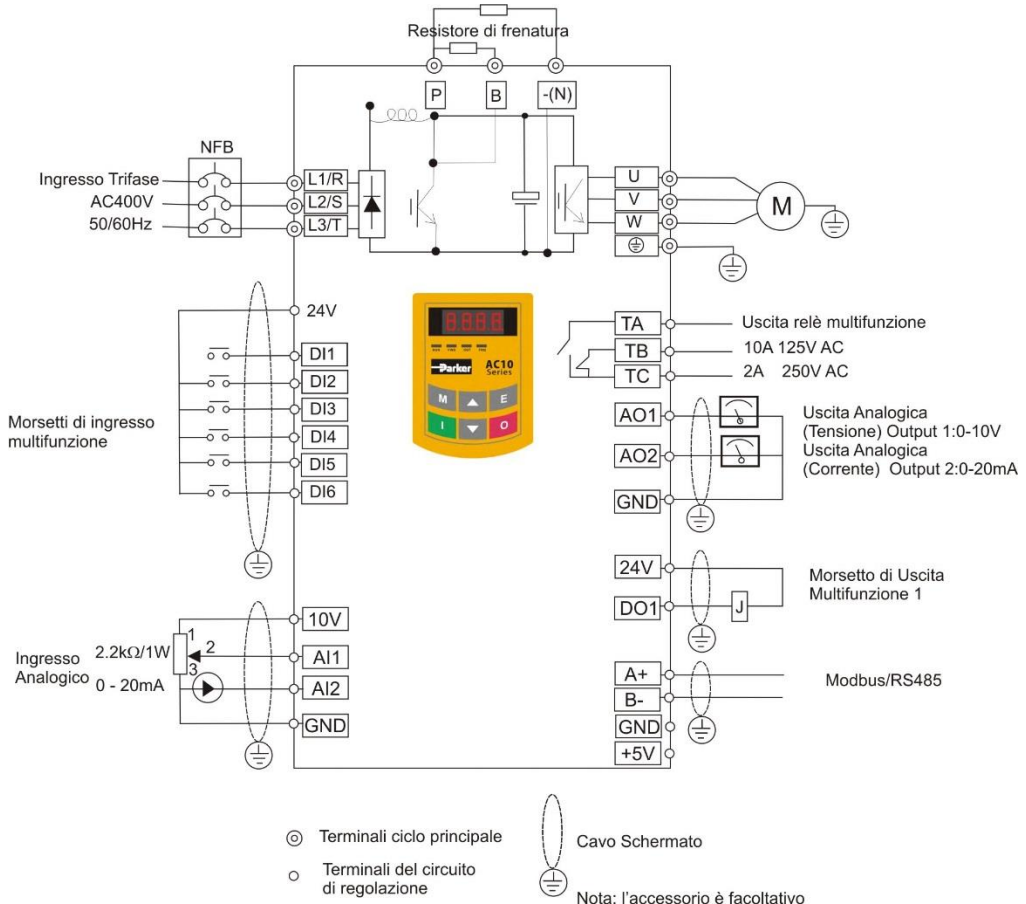 Resistore di frenatura
P
B
-(N)
NFB
Ingresso Trifase
AC400V
50/60Hz
L1/R
L2/S
L3/T
U
V
W
M
24V
DI1
DI2
DI3
DI4
DI5
DI6
Morsetti di ingresso
multifunzione
8.8.8.8.
Parker
AC10
Series
M
E
I
O
TA
TB
TC
Uscita relè multifunzione
10A 125V AC
2A 250V AC
AO1
AO2
GND
Uscita Analogica
(Tensione) Output 1:0-10V
Uscita Analogica
(Corrente) Output 2:0-20mA
24V
DO1
J
Morsetto di Uscita
Multifunzione 1
10V
AI1
AI2
GND
Ingresso
Analogico
2.2kΩ/1W
0 - 20mA
1
2
3
A+
B-
GND
+5V
Modbus/RS485
Terminali ciclo principale
Terminali del circuito
di regolazione
Cavo Schermato
Nota: l'accessorio è facoltativo